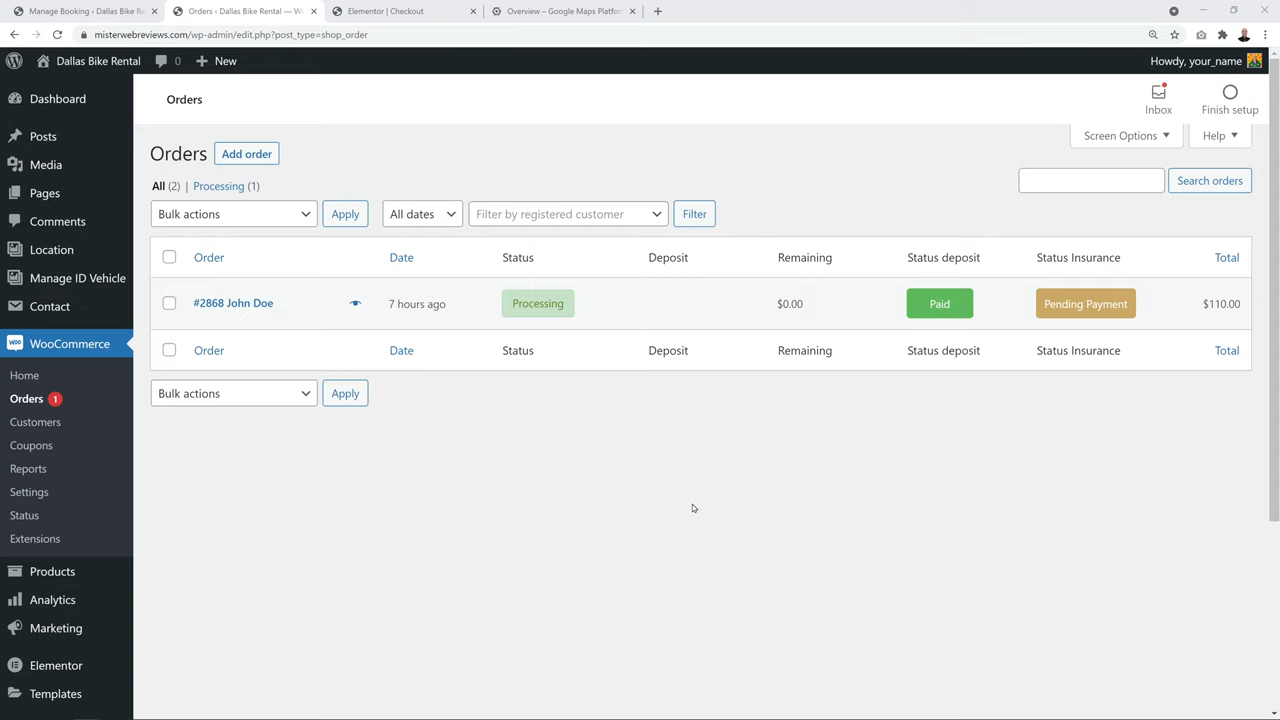 Manage Booking ‹ Dallas Bike Re
Orders ‹ Dallas Bike Rental — W
Elementor | Checkout
Overview – Google Maps Platfor
misterwebreviews.com/wp-admin/edit.php?post_type=shop_order
Dallas Bike Rental
0
New
Howdy, your_name
Dashboard
Posts
Media
Pages
Comments
Location
Manage ID Vehicle
Contact
WooCommerce
Home
Orders 1
Customers
Coupons
Reports
Settings
Status
Extensions
Products
Analytics
Marketing
Elementor
Templates
Orders
Inbox
Finish setup
Screen Options
Help
Orders
Add order
All (2) | Processing (1)
Search orders
Bulk actions
Apply
All dates
Filter by registered customer
Filter
Order Date Status Deposit Remaining Status deposit Status Insurance Total
#2868 John Doe 7 hours ago Processing $0.00 Paid Pending Payment $110.00
Order Date Status Deposit Remaining Status deposit Status Insurance Total
Bulk actions
Apply